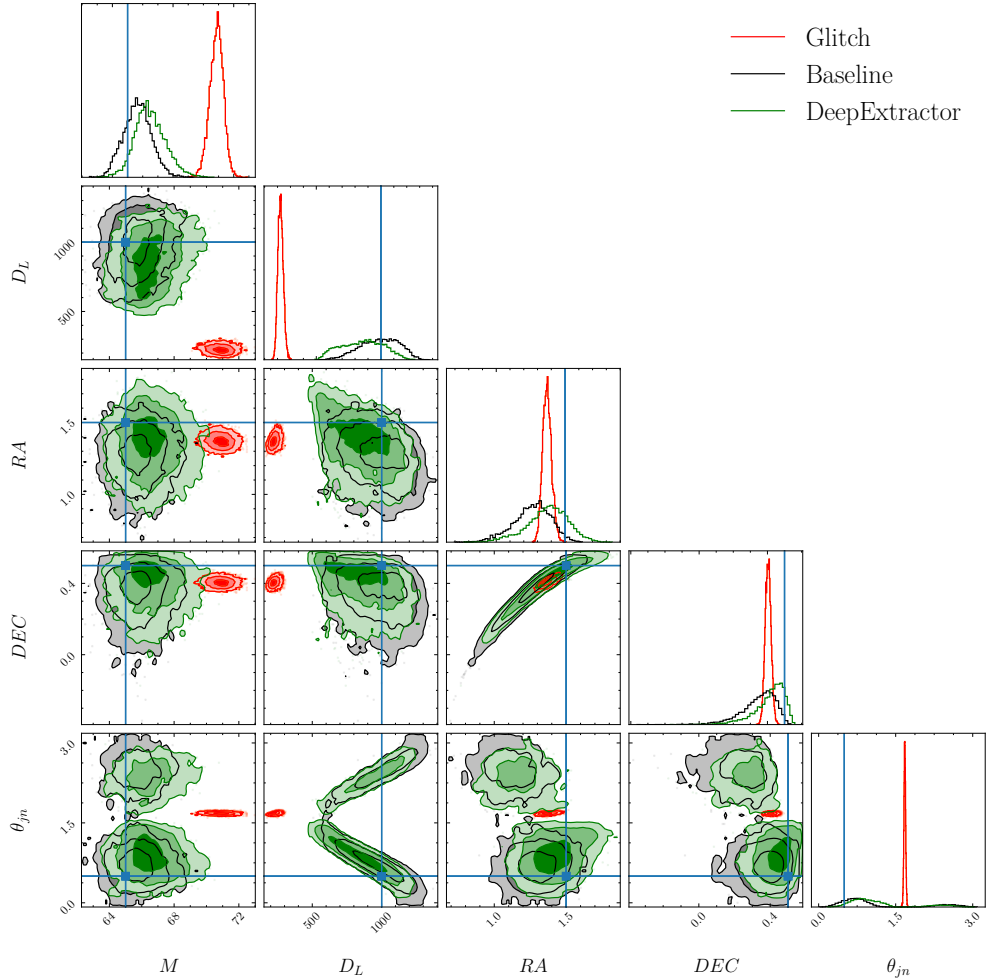 Glitch
Baseline
DeepExtractor
D_L
1000
500
RA
1.5
1.0
DEC
0.4
0.0
θ_jn
3.0
1.5
0.0
64 68 72
500 1000
1.0 1.5
0.0 0.4
0.0 1.5 3.0
M D_L RA DEC θ_jn